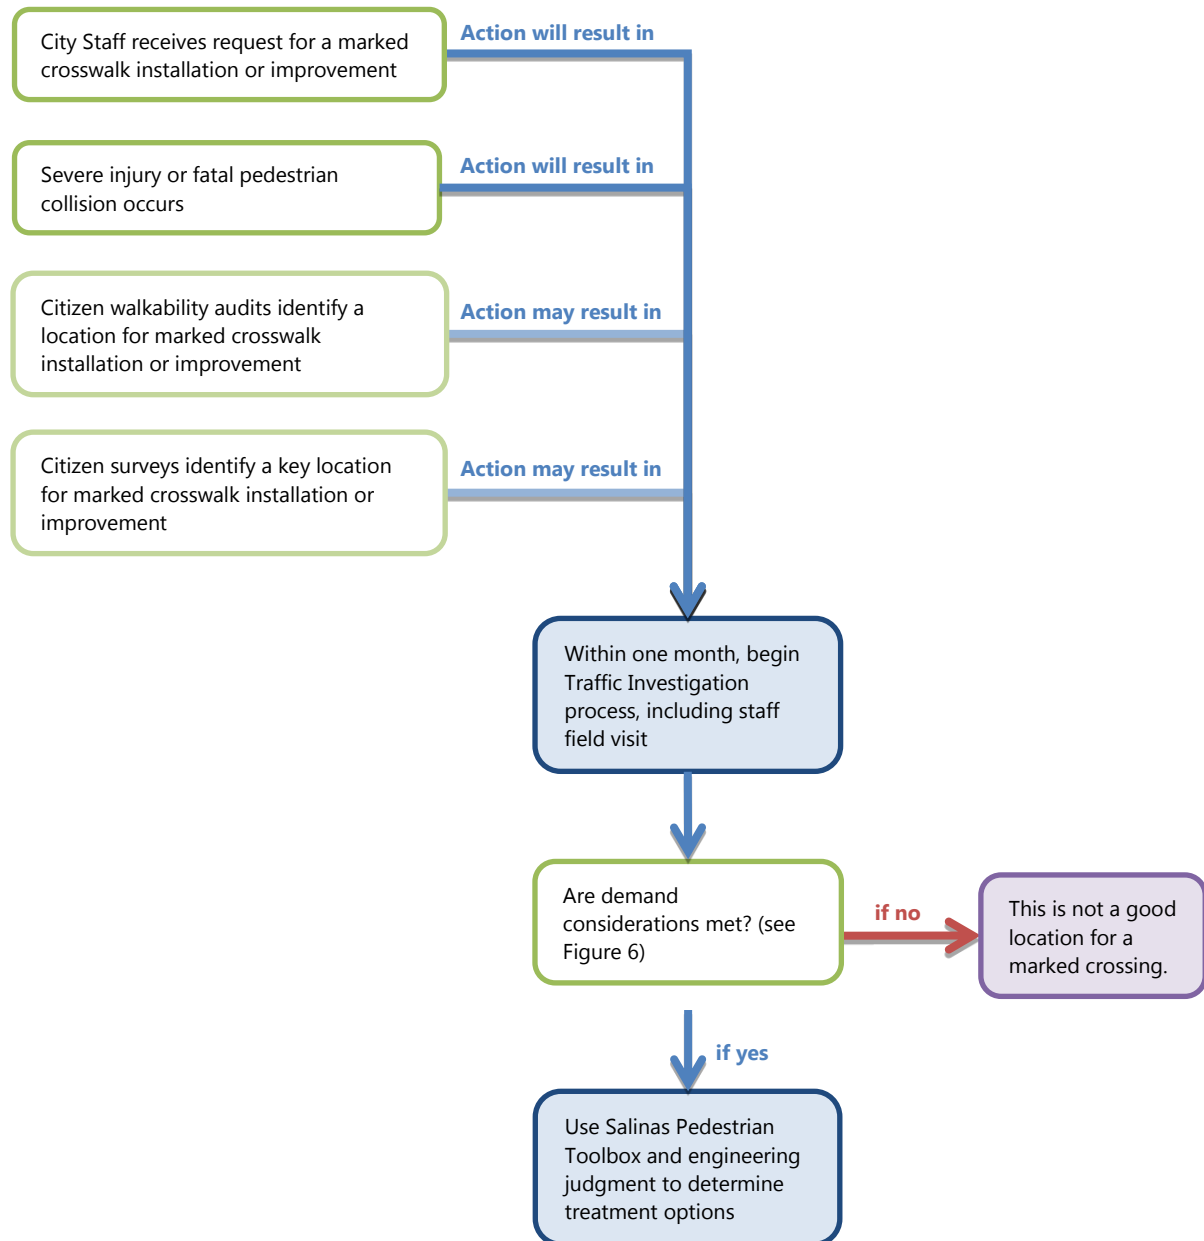 City Staff receives request for a marked
crosswalk installation or improvement
Action will result in
Severe injury or fatal pedestrian
collision occurs
Action will result in
Citizen walkability audits identify a
location for marked crosswalk
installation or improvement
Action may result in
Citizen surveys identify a key location
for marked crosswalk installation or
improvement
Action may result in
Within one month, begin
Traffic Investigation
process, including staff
field visit
Are demand
considerations met? (see
Figure 6)
if no
This is not a good
location for a
marked crossing.
if yes
Use Salinas Pedestrian
Toolbox and engineering
judgment to determine
treatment options